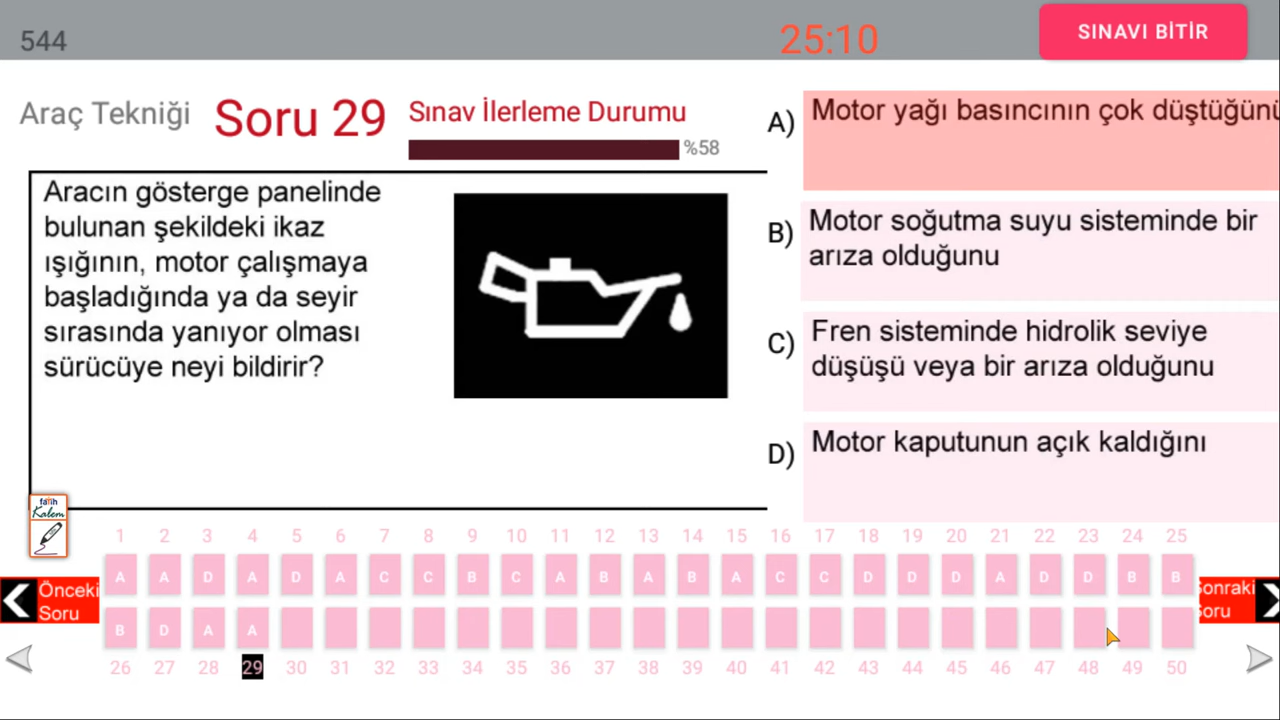 544
25:10
SINAVI BİTİR
Araç Tekniği
Soru 29
Sınav İlerleme Durumu
%58
Aracın gösterge panelinde
bulunan şekildeki ikaz
ışığının, motor çalışmaya
başladığında ya da seyir
sırasında yanıyor olması
sürücüye neyi bildirir?
A)
Motor yağı basıncının çok düştüğünü
B)
Motor soğutma suyu sisteminde bir
arıza olduğunu
C)
Fren sisteminde hidrolik seviye
düşüşü veya bir arıza olduğunu
D)
Motor kaputunun açık kaldığını
fatih
Kalem
1 2 3 4 5 6 7 8 9 10 11 12 13 14 15 16 17 18 19 20 21 22 23 24 25
A A D A D A C C B C A B A B A C C D D D A D D B B
Önceki
Soru
Sonraki
Soru
B D A A
26 27 28 29 30 31 32 33 34 35 36 37 38 39 40 41 42 43 44 45 46 47 48 49 50